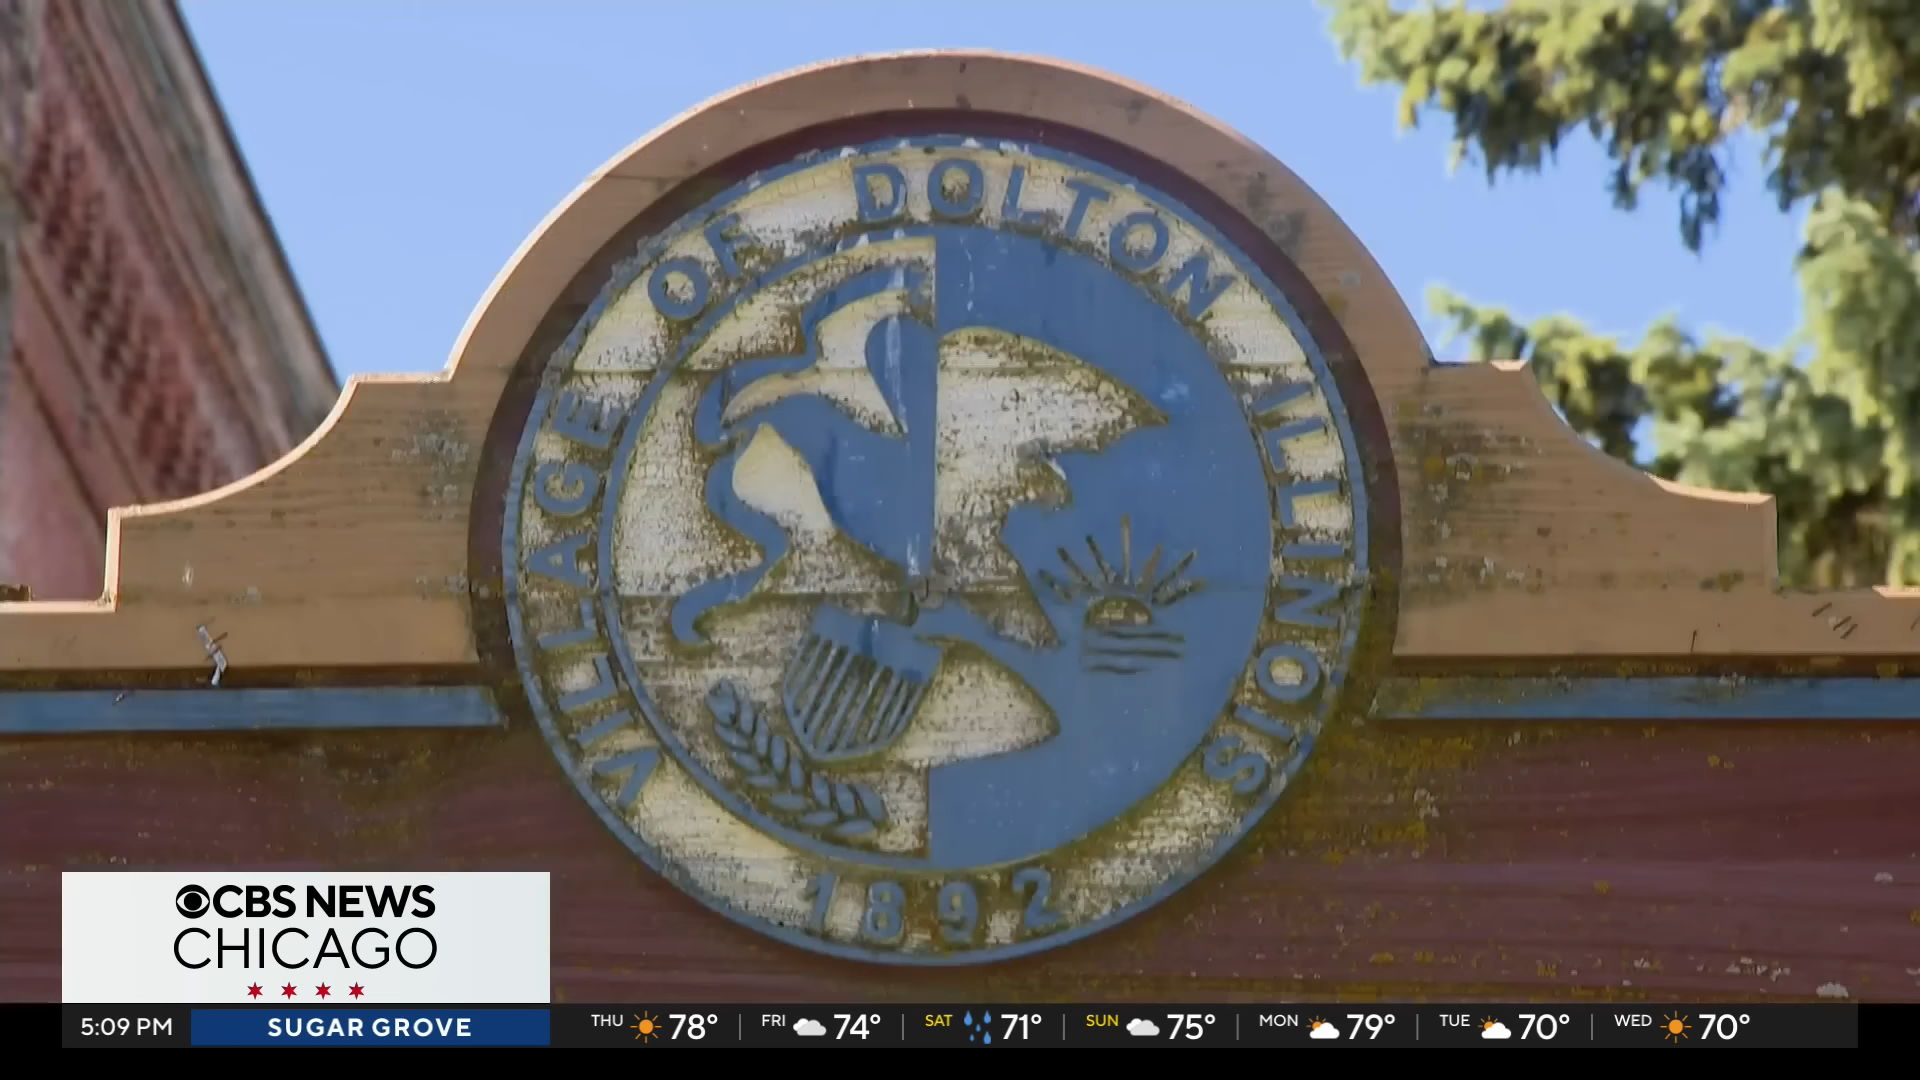 VILLAGE OF DOLTON ILLINOIS
1892
CBS NEWS
CHICAGO
5:09 PM SUGAR GROVE THU 78° FRI 74° SAT 71° SUN 75° MON 79° TUE 70° WED 70°